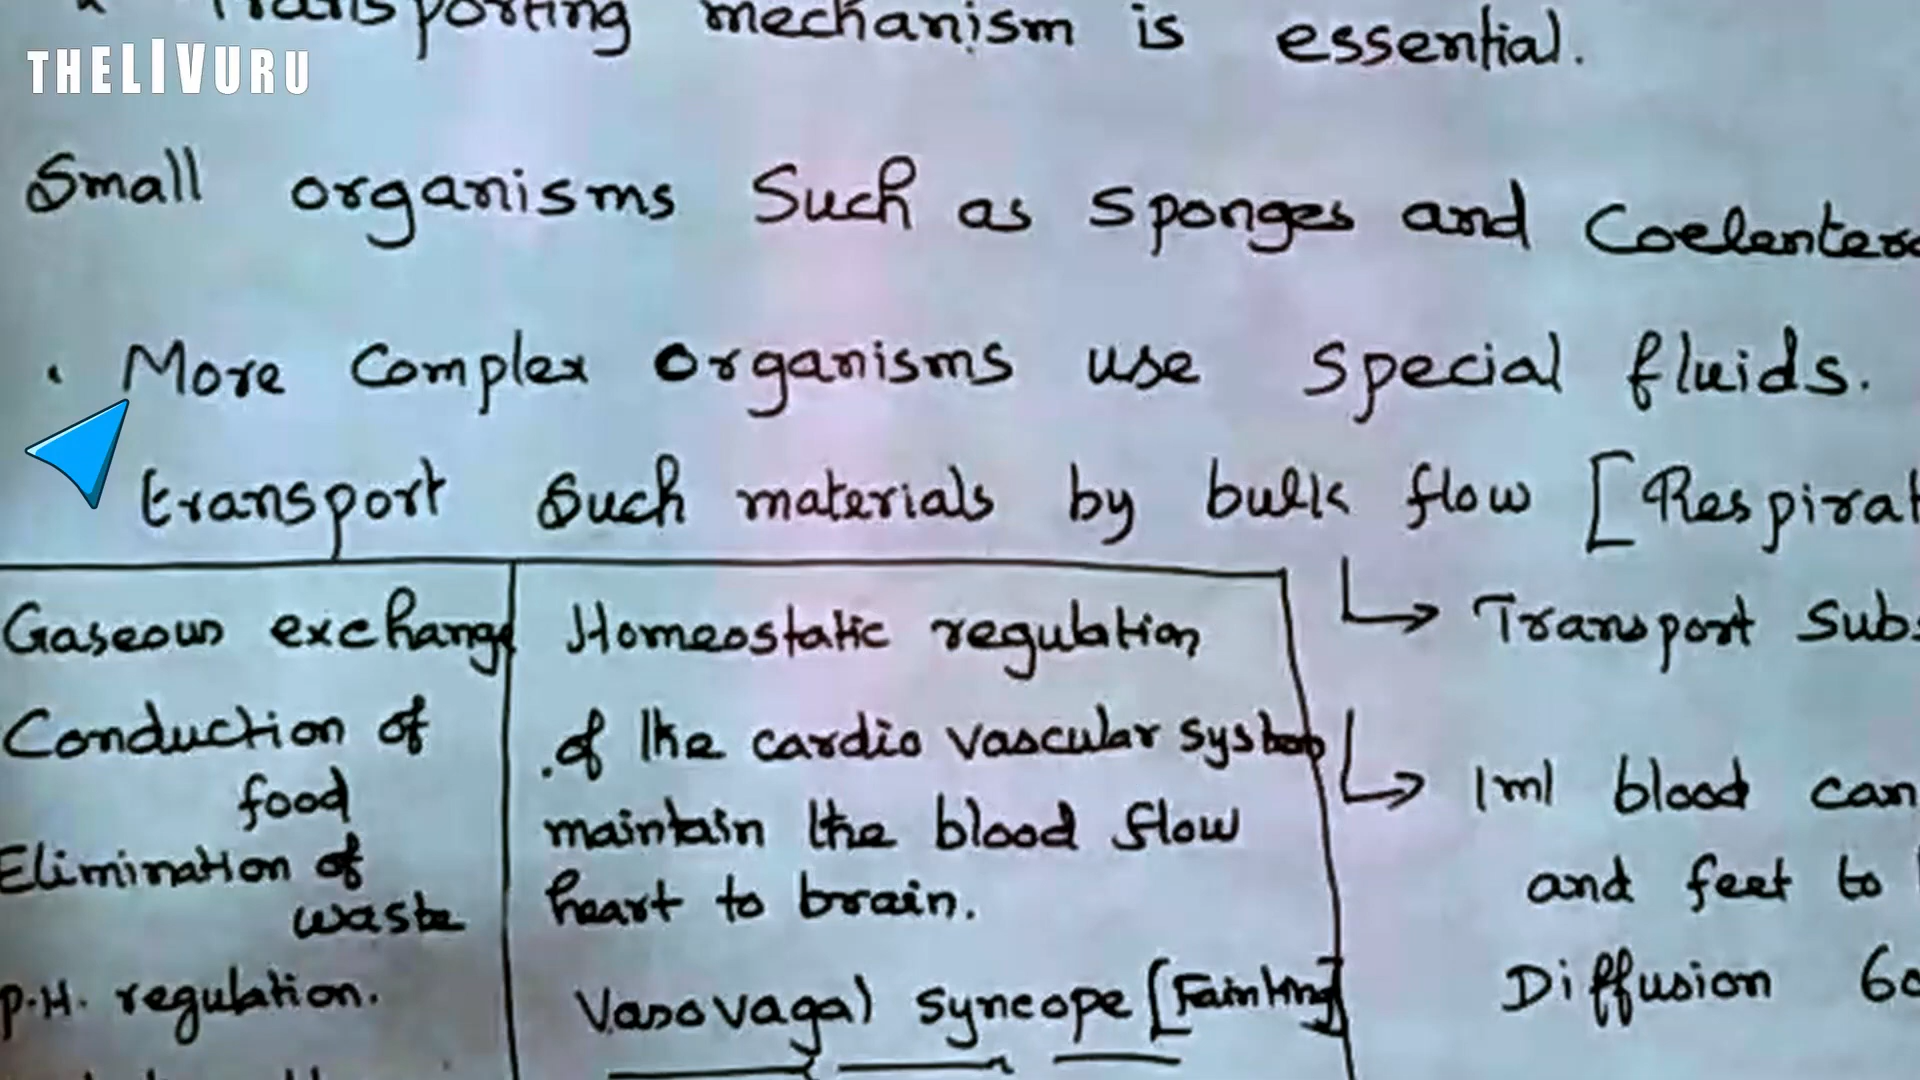 Transporting mechanism is essential.
THELIVURU
Small organisms Such as Sponges and
• More Complex organisms use special fluids.
transport such materials by bulk flow [
Gaseous exchange
Conduction of
food
Elimination of
waste
P.H. regulation.
Homeostatic regulation
of the cardio vascular system
maintain the blood flow
heart to brain.
Vasovagal syncope [Fainting]
↳ Transport
↳ 1ml blood can
and feet to
Diffusion